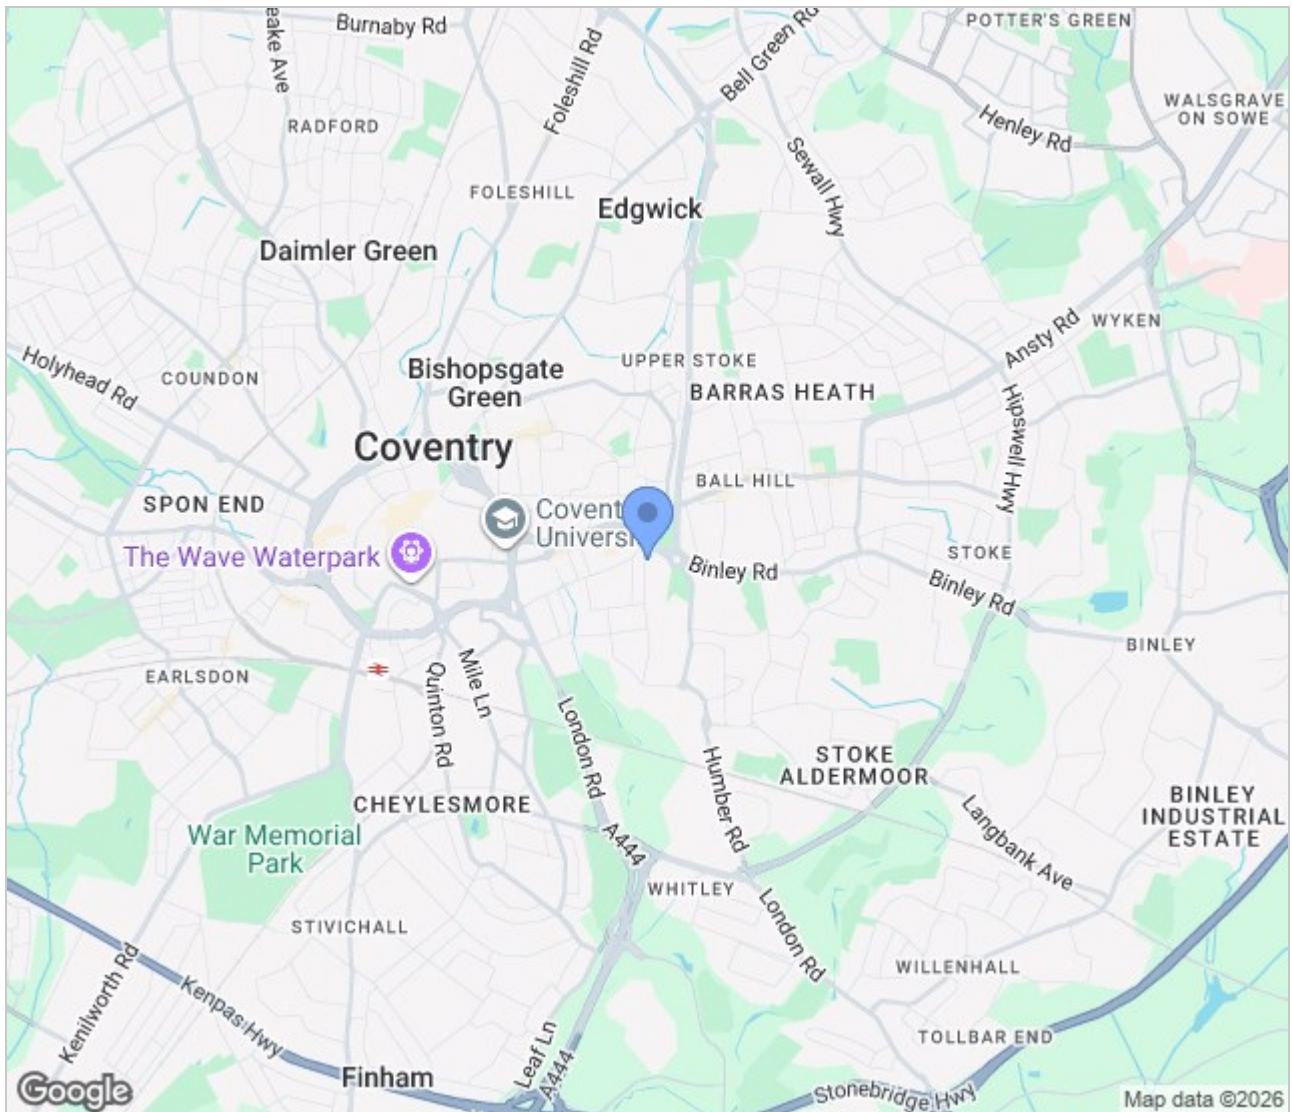 Burnaby Rd
eake Ave
Foleshill Rd
Bell Green Rd
POTTER'S GREEN
WALSGRAVE
ON SOWE
RADFORD
Henley Rd
Sewall Hwy
FOLESHILL
Edgwick
Daimler Green
WYKEN
Ansty Rd
Holyhead Rd
COUNDON
Bishopsgate
Green
UPPER STOKE
BARRAS HEATH
Hipswell Hwy
Coventry
BALL HILL
SPON END
Covent
Universi
The Wave Waterpark
Binley Rd
STOKE
Binley Rd
BINLEY
EARLSDON
Mile Ln
Quinton Rd
London Rd
Humber Rd
STOKE
ALDERMOOR
CHEYLESMORE
War Memorial
Park
A444
Langbank Ave
BINLEY
INDUSTRIAL
ESTATE
WHITLEY
London Rd
STIVICHALL
WILLENHALL
Kenilworth Rd
Kenpas Hwy
TOLLBAR END
Leaf Ln
A444
Finham
Stonebridge Hwy
Google
Map data ©2026